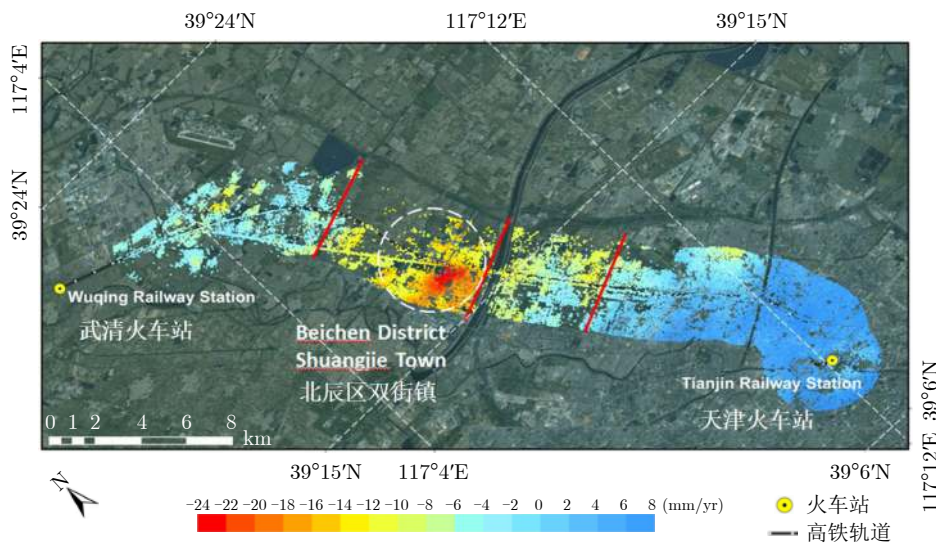 39°24′N
117°12′E
39°15′N
117°4′E
39°24′N
Wuqing Railway Station
武清火车站
Beichen District
Shuangjie Town
北辰区双街镇
Tianjin Railway Station
天津火车站
39°6′N
117°12′E
0 1 2 4 6 8
km
39°15′N
117°4′E
39°6′N
N
−24 −22 −20 −18 −16 −14 −12 −10 −8 −6 −4 −2 0 2 4 6 8 (mm/yr)
火车站
高铁轨道